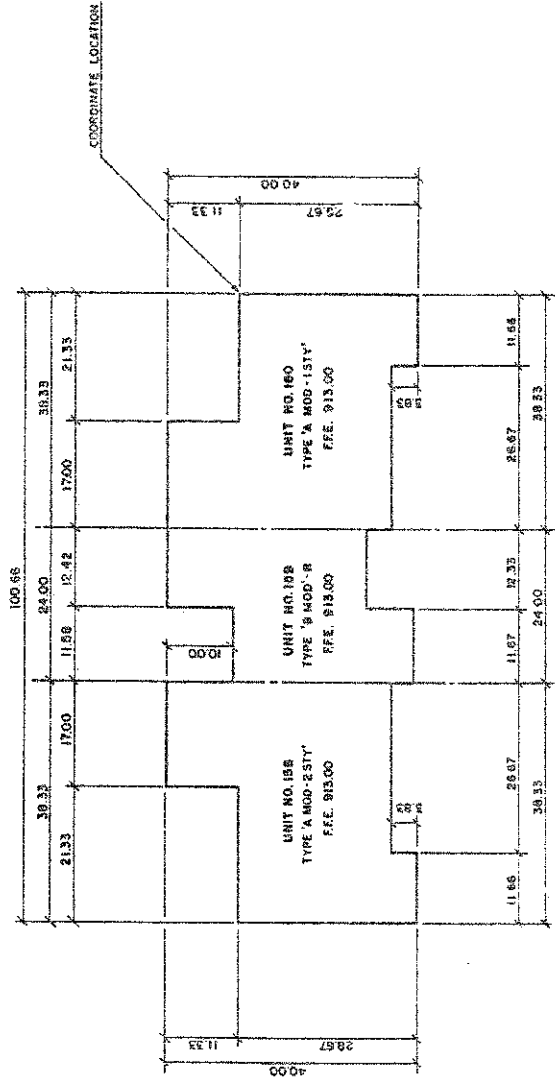 COORDINATE LOCATION
100.66
38.33
24.00
38.33
21.33
17.00
11.58
12.42
17.00
21.33
11.33
28.67
40.00
10.00
11.33
25.67
40.00
UNIT NO.158
TYPE 'A MOD-2 STY'
F.F.E. 913.00
UNIT NO.159
TYPE 'B MOD'-R
F.F.E. 913.00
UNIT NO.160
TYPE 'A MOD-1STY'
F.F.E. 913.00
11.66
26.67
11.67
12.33
26.67
11.66
38.33
24.00
38.33